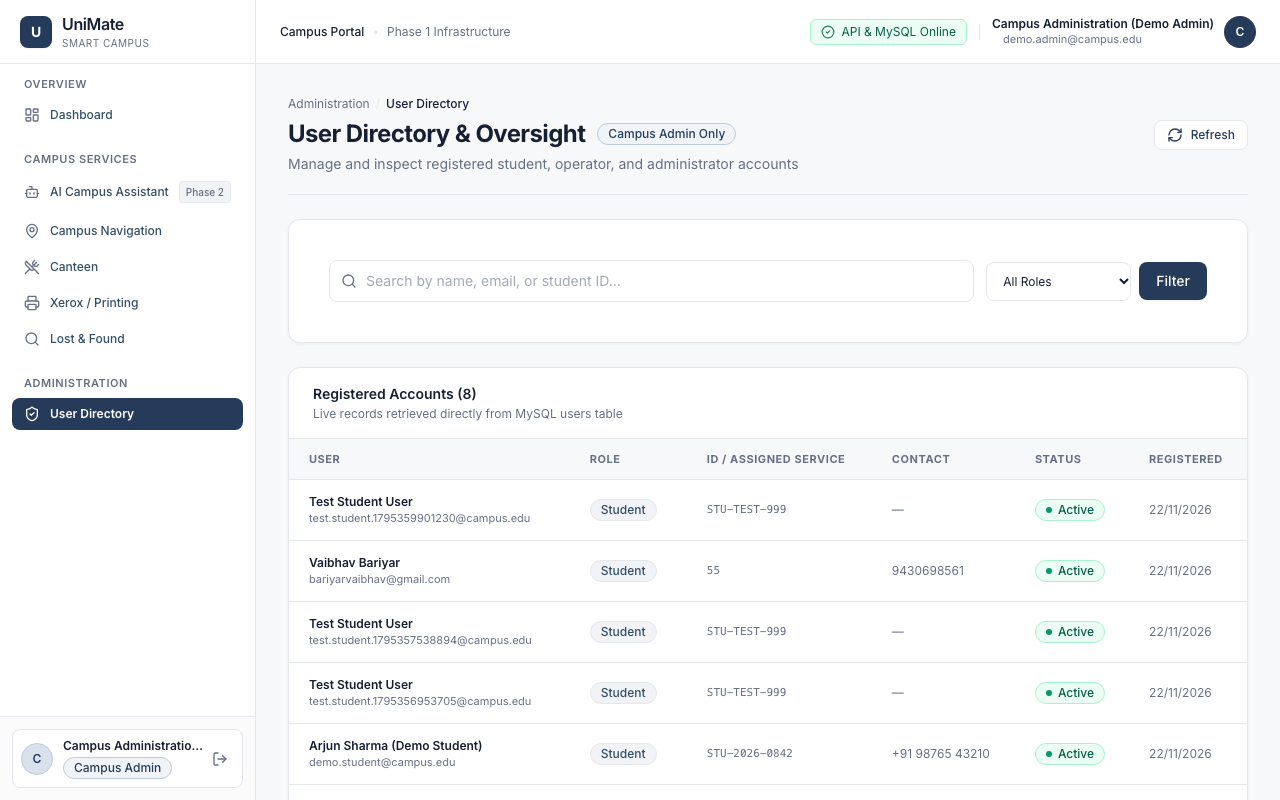 U
UniMate
SMART CAMPUS
OVERVIEW
Dashboard
CAMPUS SERVICES
AI Campus Assistant Phase 2
Campus Navigation
Canteen
Xerox / Printing
Lost & Found
ADMINISTRATION
User Directory
C
Campus Administratio...
Campus Admin
Campus Portal • Phase 1 Infrastructure
API & MySQL Online
Campus Administration (Demo Admin)
demo.admin@campus.edu
C
Administration / User Directory
User Directory & Oversight Campus Admin Only
Manage and inspect registered student, operator, and administrator accounts
Refresh
Search by name, email, or student ID...
All Roles
Filter
Registered Accounts (8)
Live records retrieved directly from MySQL users table
USER ROLE ID / ASSIGNED SERVICE CONTACT STATUS REGISTERED
Test Student User
test.student.1795359901230@campus.edu
Student STU-TEST-999 — Active 22/11/2026
Vaibhav Bariyar
bariyarvaibhav@gmail.com
Student 55 9430698561 Active 22/11/2026
Test Student User
test.student.1795357538894@campus.edu
Student STU-TEST-999 — Active 22/11/2026
Test Student User
test.student.1795356953705@campus.edu
Student STU-TEST-999 — Active 22/11/2026
Arjun Sharma (Demo Student)
demo.student@campus.edu
Student STU-2026-0842 +91 98765 43210 Active 22/11/2026